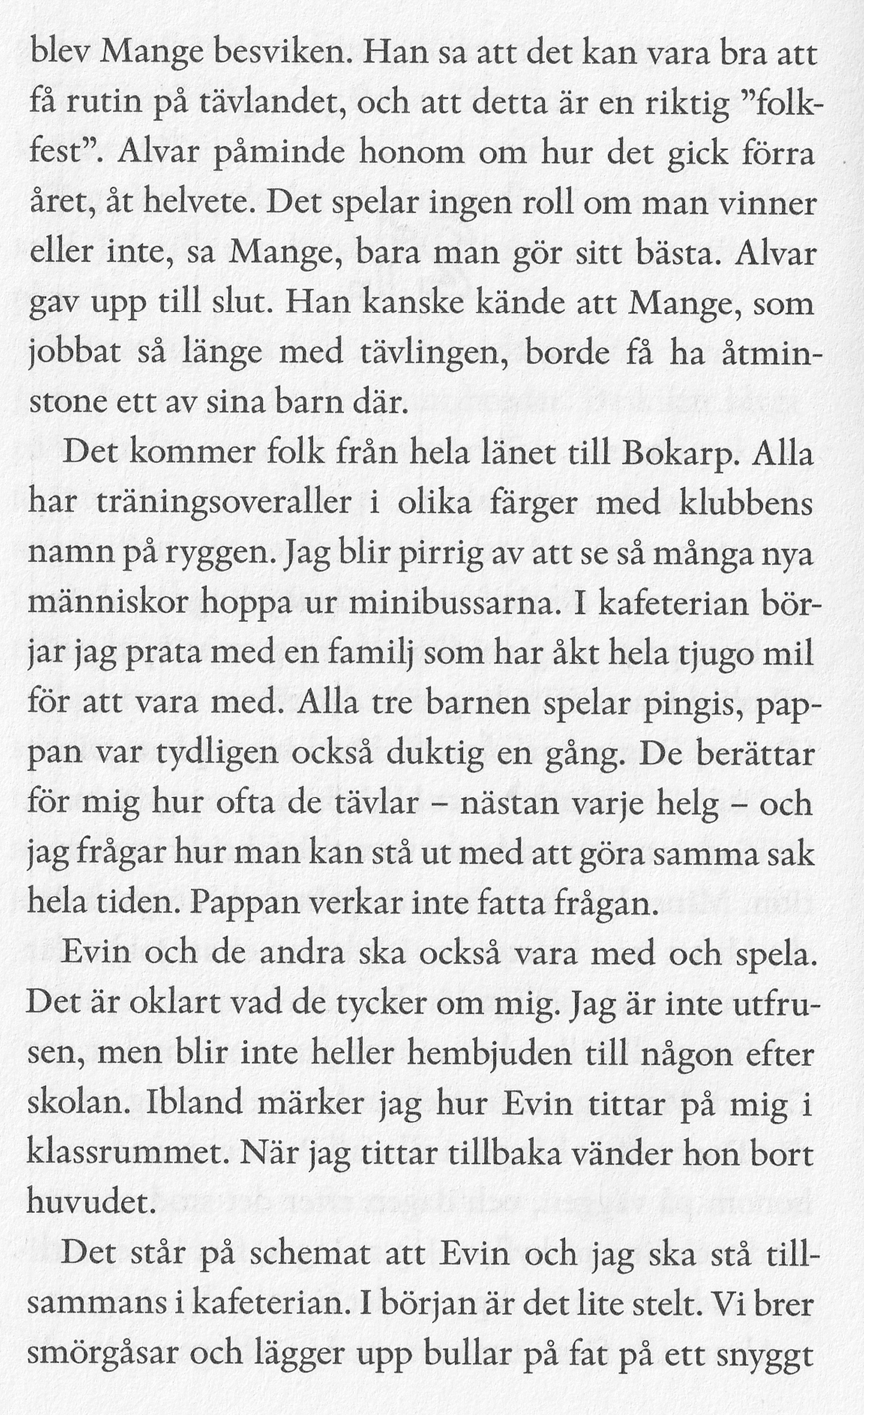 blev Mange besviken. Han sa att det kan vara bra att
få rutin på tävlandet, och att detta är en riktig ”folk-
fest”. Alvar påminde honom om hur det gick förra
året, åt helvete. Det spelar ingen roll om man vinner
eller inte, sa Mange, bara man gör sitt bästa. Alvar
gav upp till slut. Han kanske kände att Mange, som
jobbat så länge med tävlingen, borde få ha åtmin-
stone ett av sina barn där.
Det kommer folk från hela länet till Bokarp. Alla
har träningsoveraller i olika färger med klubbens
namn på ryggen. Jag blir pirrig av att se så många nya
människor hoppa ur minibussarna. I kafeterian bör-
jar jag prata med en familj som har åkt hela tjugo mil
för att vara med. Alla tre barnen spelar pingis, pap-
pan var tydligen också duktig en gång. De berättar
för mig hur ofta de tävlar – nästan varje helg – och
jag frågar hur man kan stå ut med att göra samma sak
hela tiden. Pappan verkar inte fatta frågan.
Evin och de andra ska också vara med och spela.
Det är oklart vad de tycker om mig. Jag är inte utfru-
sen, men blir inte heller hembjuden till någon efter
skolan. Ibland märker jag hur Evin tittar på mig i
klassrummet. När jag tittar tillbaka vänder hon bort
huvudet.
Det står på schemat att Evin och jag ska stå till-
sammans i kafeterian. I början är det lite stelt. Vi brer
smörgåsar och lägger upp bullar på fat på ett snyggt